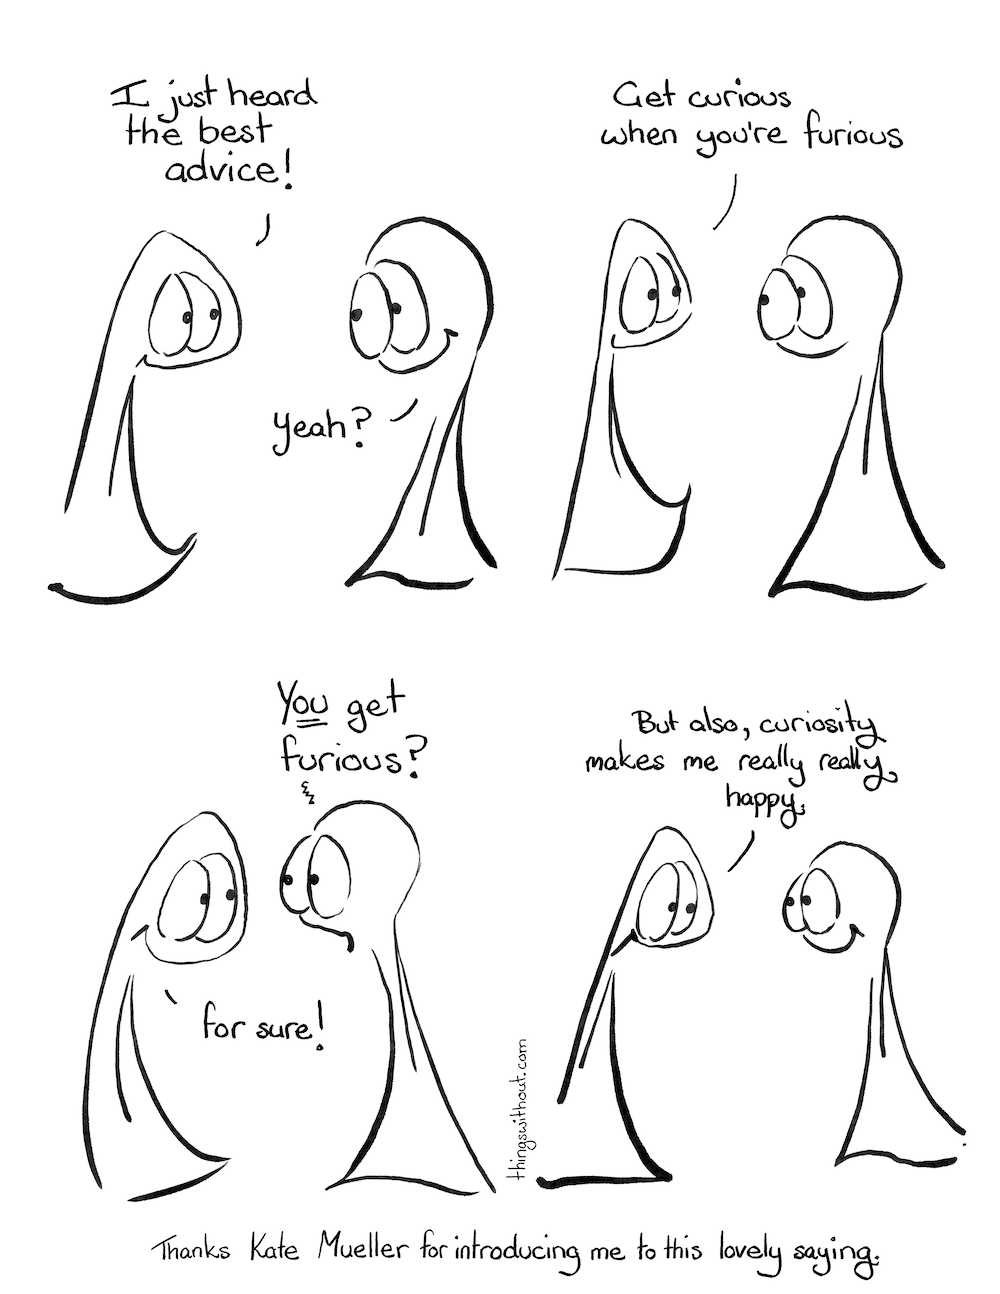 I just heard
the best
advice!
Yeah?
Get curious
when you're furious
You get
furious?
for sure!
But also, curiosity
makes me really really
happy.
thingswithout.com
Thanks Kate Mueller for introducing me to this lovely saying.